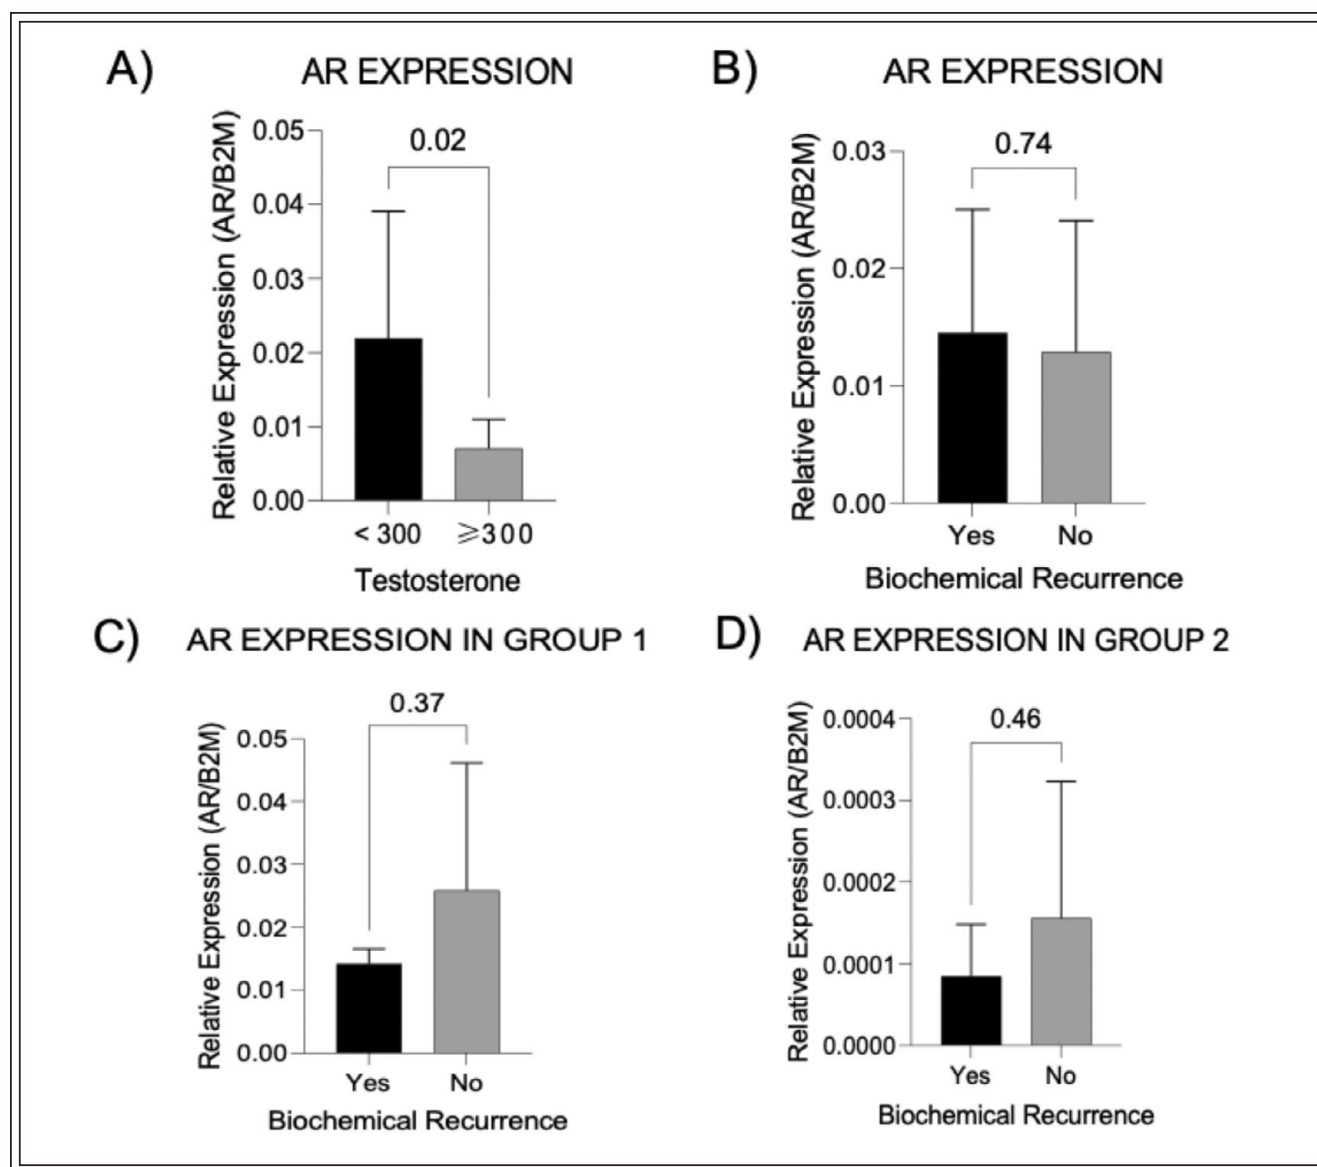 A) AR EXPRESSION
0.02
Relative Expression (AR/B2M)
0.05
0.04
0.03
0.02
0.01
0.00
< 300 ⩾300
Testosterone
B) AR EXPRESSION
0.74
Relative Expression (AR/B2M)
0.03
0.02
0.01
0.00
Yes No
Biochemical Recurrence
C) AR EXPRESSION IN GROUP 1
0.37
Relative Expression (AR/B2M)
0.05
0.04
0.03
0.02
0.01
0.00
Yes No
Biochemical Recurrence
D) AR EXPRESSION IN GROUP 2
0.46
Relative Expression (AR/B2M)
0.0004
0.0003
0.0002
0.0001
0.0000
Yes No
Biochemical Recurrence